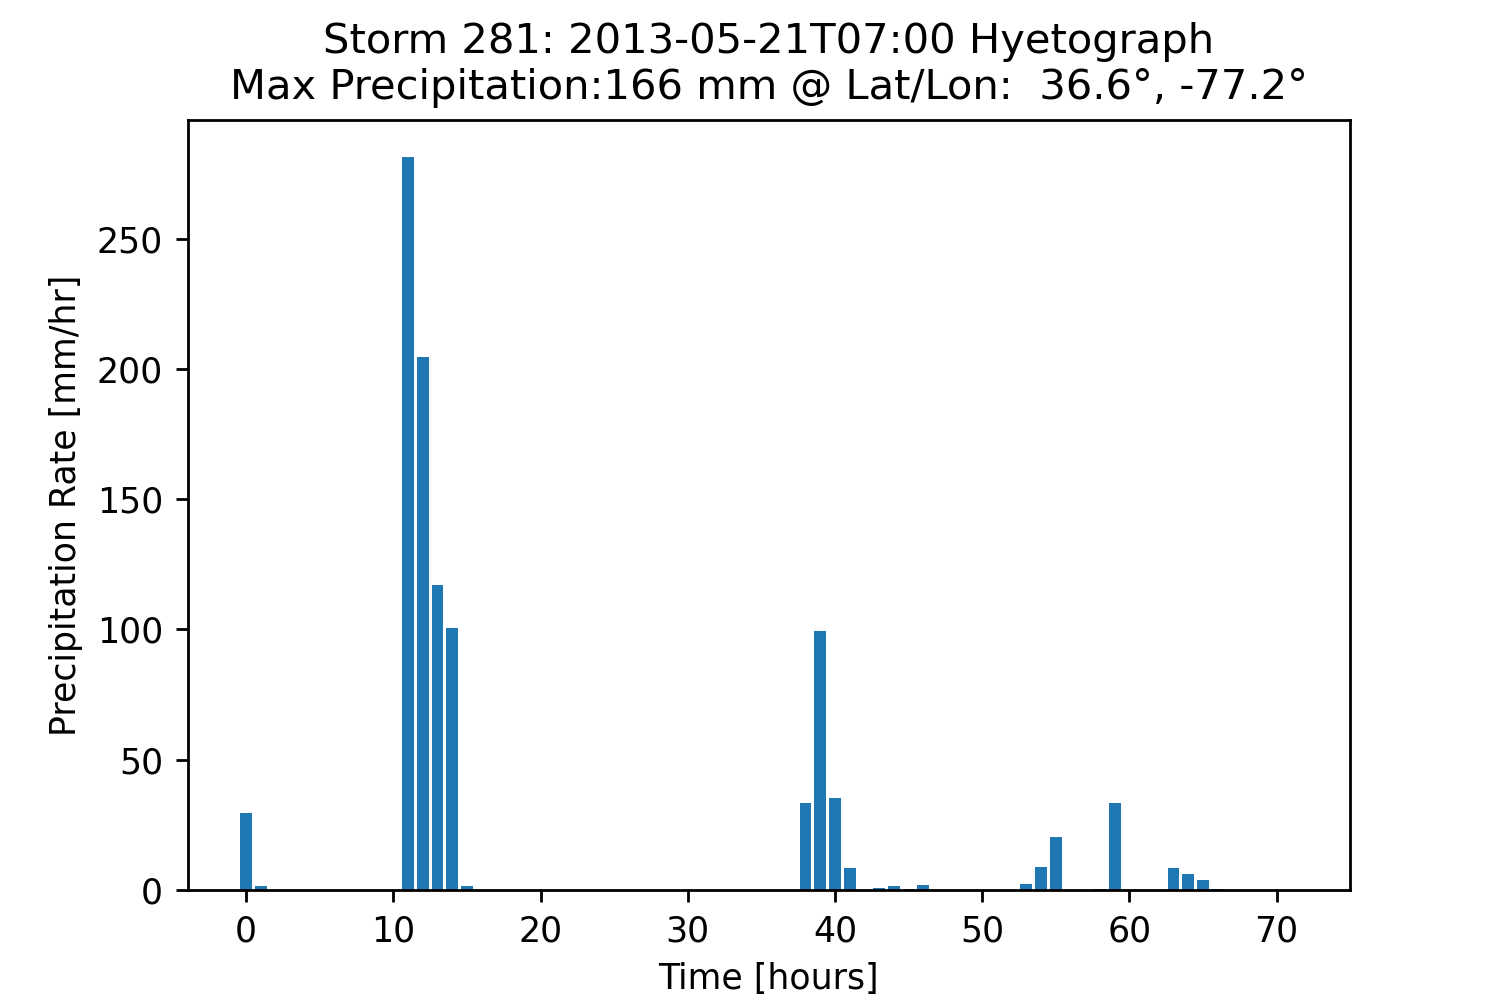 Storm 281: 2013-05-21T07:00 Hyetograph
Max Precipitation:166 mm @ Lat/Lon:  36.6°, -77.2°
Precipitation Rate [mm/hr]
250
200
150
100
50
0
0 10 20 30 40 50 60 70
Time [hours]